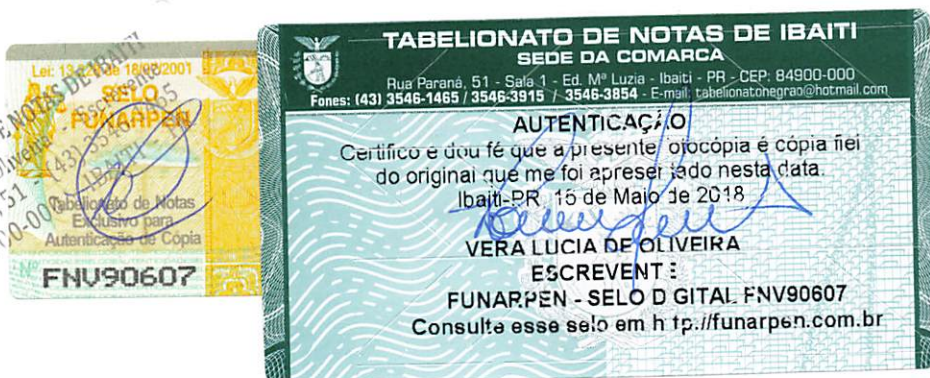 Lei: 13.228 de 18/07/2001
SELO
FUNARPEN
Tabelionato de Notas
Exclusivo para
Autenticação de Cópia
Nº
FNV90607
TABELIONATO DE NOTAS DE IBAITI
SEDE DA COMARCA
Rua Paraná, 51 - Sala 1 - Ed. Mª Luzia - Ibaiti - PR - CEP: 84900-000
Fones: (43) 3546-1465 / 3546-3915 / 3546-3854 - E-mail: tabelionatonegrao@hotmail.com
AUTENTICAÇÃO
Certifico e dou fé que a presente fotocópia é cópia fiel
do original que me foi apresentado nesta data.
Ibaiti-PR, 15 de Maio de 2018
VERA LUCIA DE OLIVEIRA
ESCREVENTE
FUNARPEN - SELO DIGITAL FNV90607
Consulte esse selo em http://funarpen.com.br